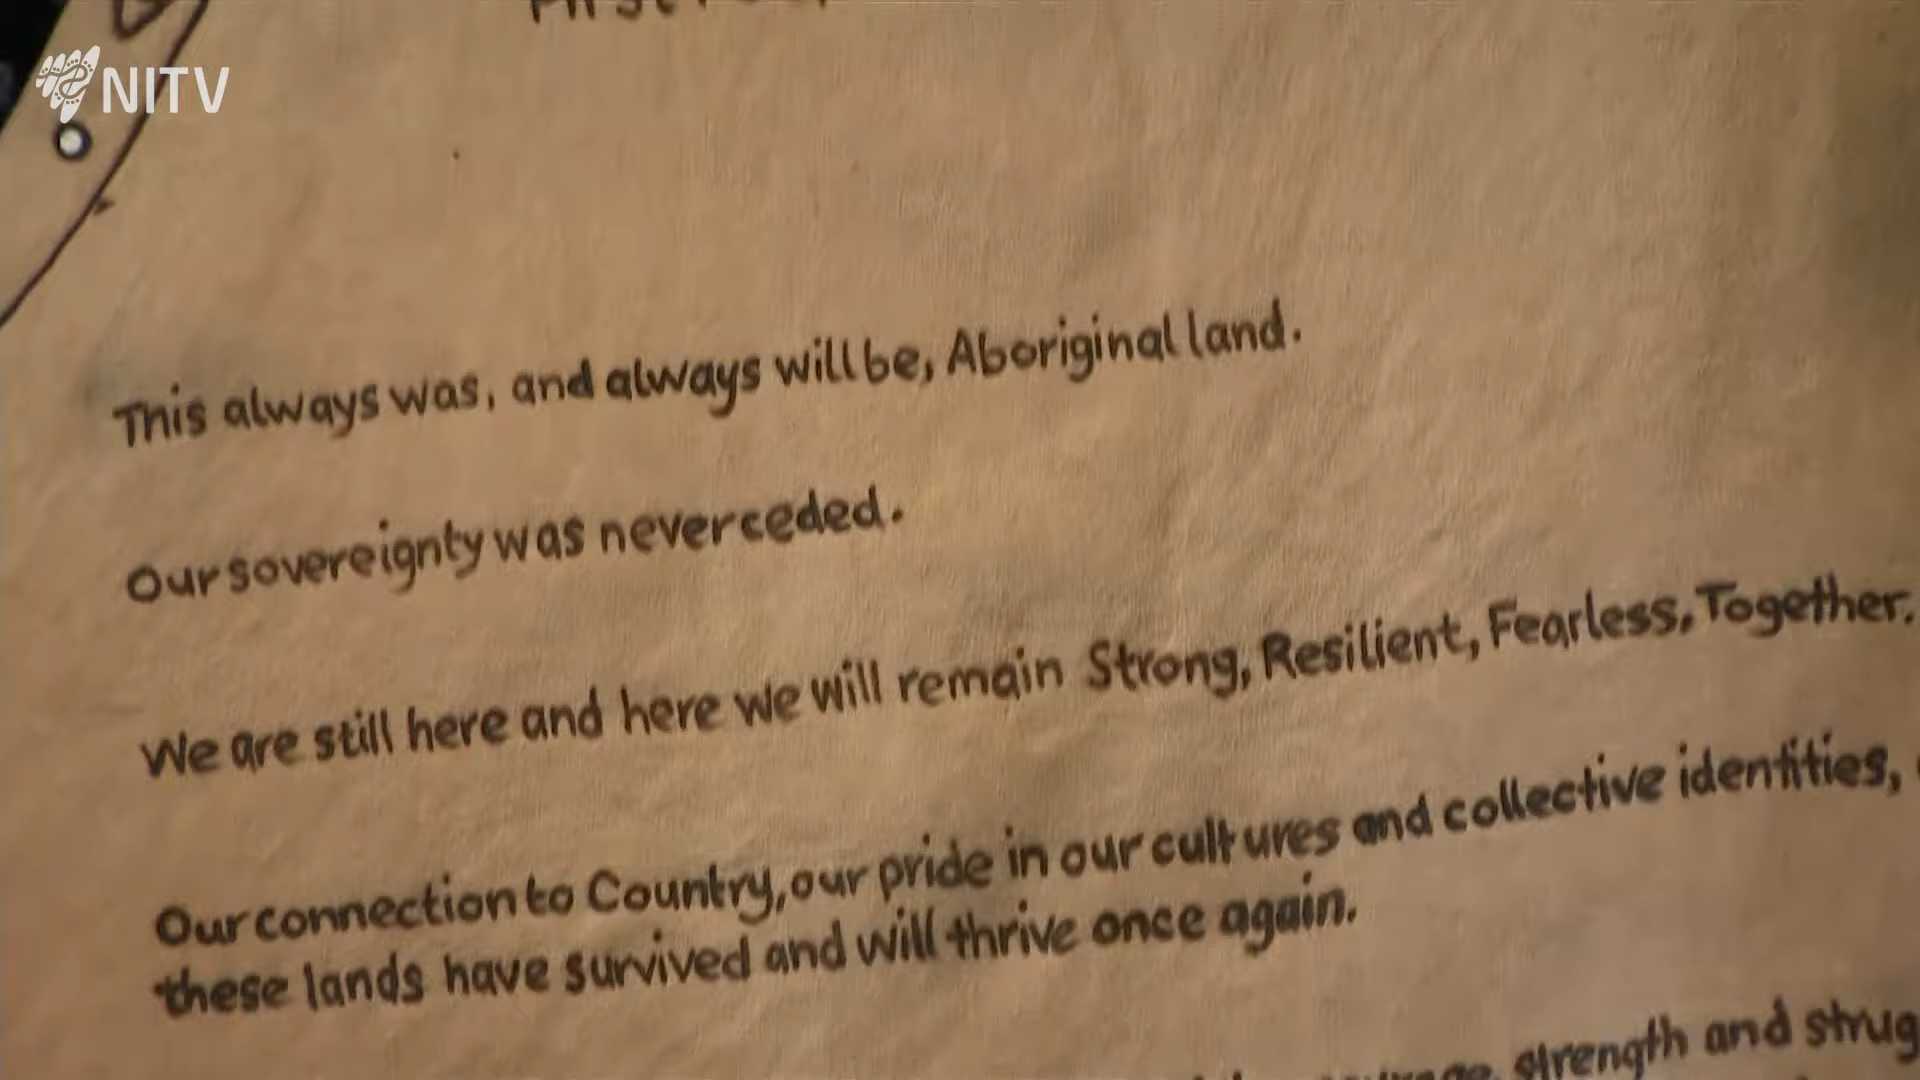 NITV
This always was, and always will be, Aboriginal land.
Our sovereignty was never ceded.
We are still here and here we will remain Strong, Resilient, Fearless, Together.
Our connection to Country, our pride in our cultures and collective identities,
these lands have survived and will thrive once again.
strength and